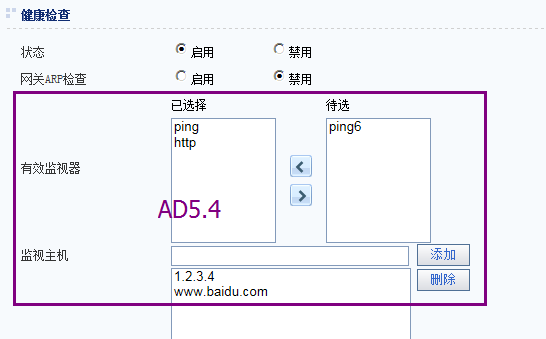 健康检查
状态 启用 禁用
网关ARP检查 启用 禁用
已选择 待选
ping ping6
http
有效监视器
AD5.4
监视主机 添加
1.2.3.4 删除
www.baidu.com